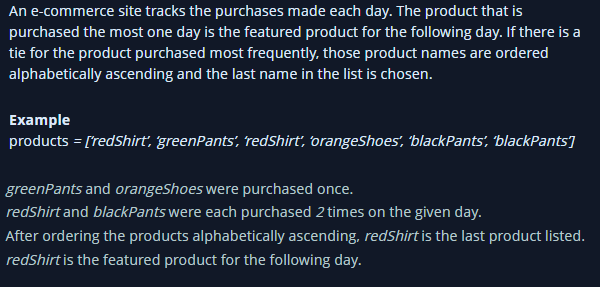 An e-commerce site tracks the purchases made each day. The product that is
purchased the most one day is the featured product for the following day. If there is a
tie for the product purchased most frequently, those product names are ordered
alphabetically ascending and the last name in the list is chosen.
Example
products = [‘redShirt’, ‘greenPants’, ‘redShirt’, ‘orangeShoes’, ‘blackPants’, ‘blackPants’]
greenPants and orangeShoes were purchased once.
redShirt and blackPants were each purchased 2 times on the given day.
After ordering the products alphabetically ascending, redShirt is the last product listed.
redShirt is the featured product for the following day.